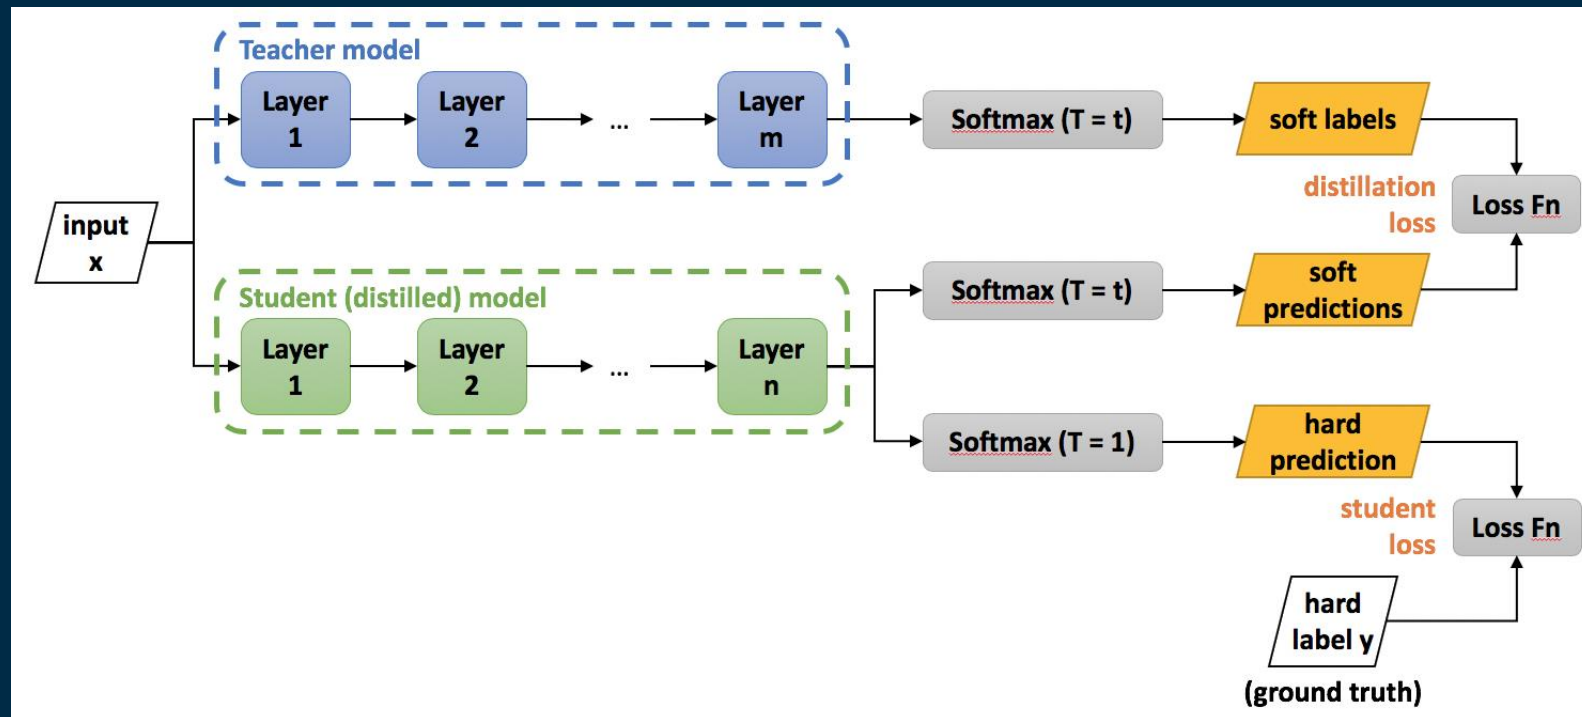 Teacher model
Layer
1
Layer
2
...
Layer
m
Softmax (T = t)
soft labels
distillation
loss
Loss Fn
input
x
Student (distilled) model
Layer
1
Layer
2
...
Layer
n
Softmax (T = t)
soft
predictions
Softmax (T = 1)
hard
prediction
student
loss
Loss Fn
hard
label y
(ground truth)